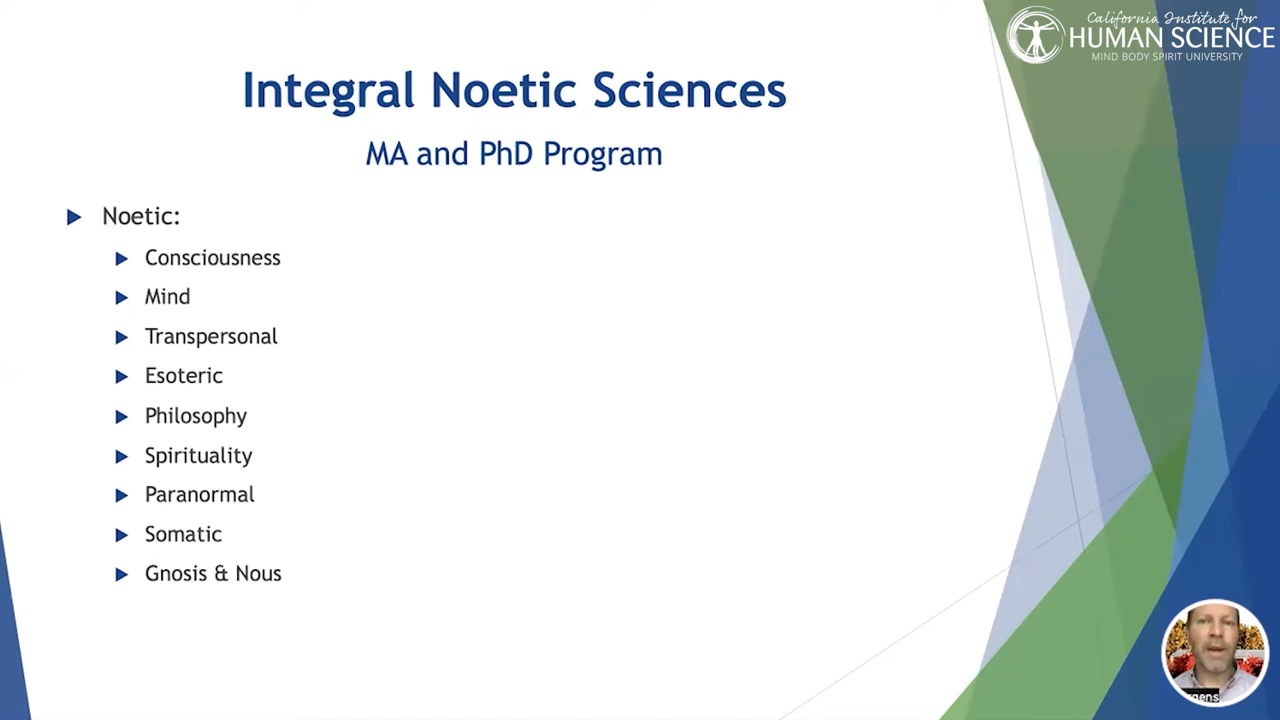 California Institute for
HUMAN SCIENCE
MIND BODY SPIRIT UNIVERSITY
Integral Noetic Sciences
MA and PhD Program
Noetic:
Consciousness
Mind
Transpersonal
Esoteric
Philosophy
Spirituality
Paranormal
Somatic
Gnosis & Nous